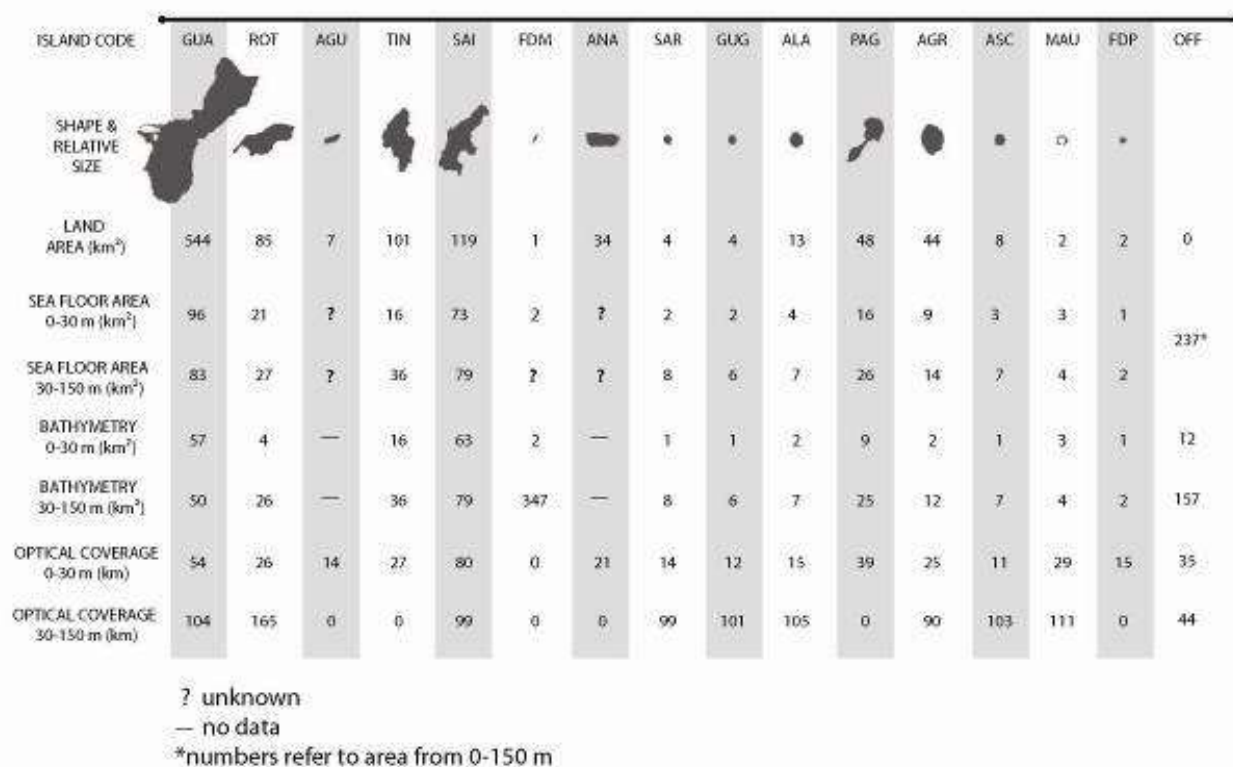 ISLAND CODE GUA ROT AGU TIN SAI FDM ANA SAR GUG ALA PAG AGR ASC MAU FDP OFF
SHAPE &
RELATIVE
SIZE
LAND
AREA (km²) 544 85 7 101 119 1 34 4 4 13 48 44 8 2 2 0
SEA FLOOR AREA
0-30 m (km²) 96 21 ? 16 73 2 ? 2 2 4 16 9 3 3 1
237*
SEA FLOOR AREA
30-150 m (km²) 83 27 ? 36 79 ? ? 8 6 7 26 14 7 4 2
BATHYMETRY
0-30 m (km²) 57 4 — 16 63 2 — 1 1 2 9 2 1 3 1 12
BATHYMETRY
30-150 m (km²) 50 26 — 36 79 347 — 8 6 7 25 12 7 4 2 157
OPTICAL COVERAGE
0-30 m (km) 54 26 14 27 80 0 21 14 12 15 39 25 11 29 15 35
OPTICAL COVERAGE
30-150 m (km) 104 165 0 0 99 0 0 99 101 105 0 90 103 111 0 44
? unknown
— no data
*numbers refer to area from 0-150 m